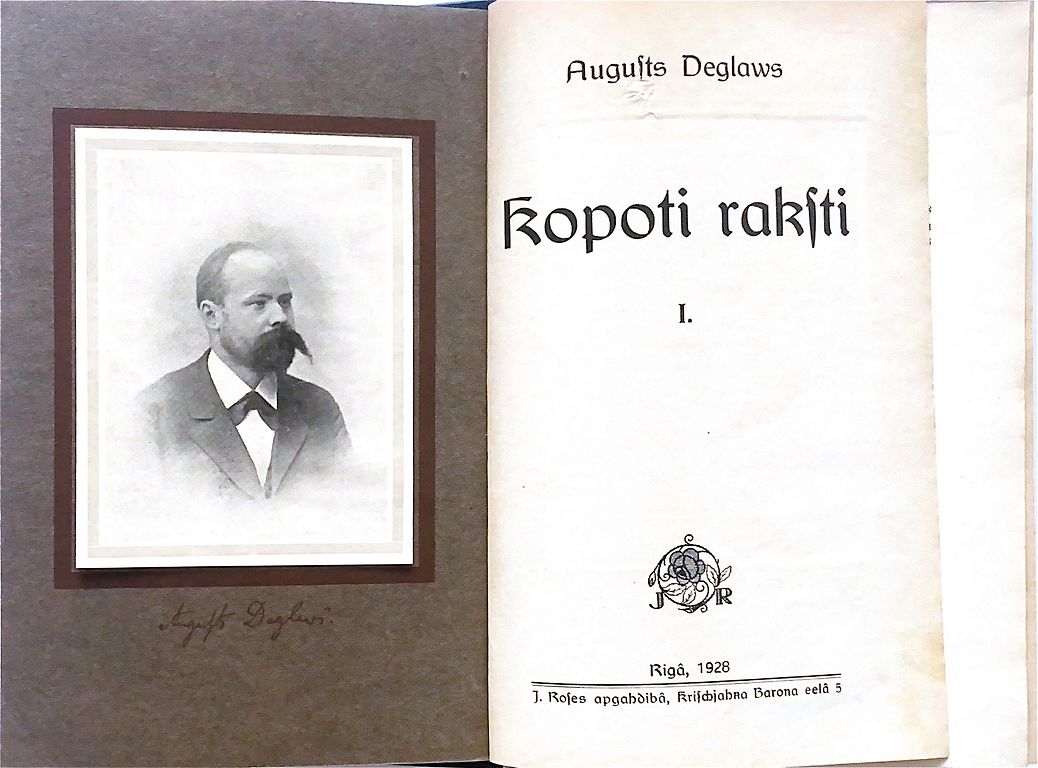 Auguſts Deglaws
Auguſts Deglaws
Kopoti rakſti
I.
J R
Rigâ, 1928
J. Roſes apgahdibâ, Kriſchjahna Barona eelâ 5